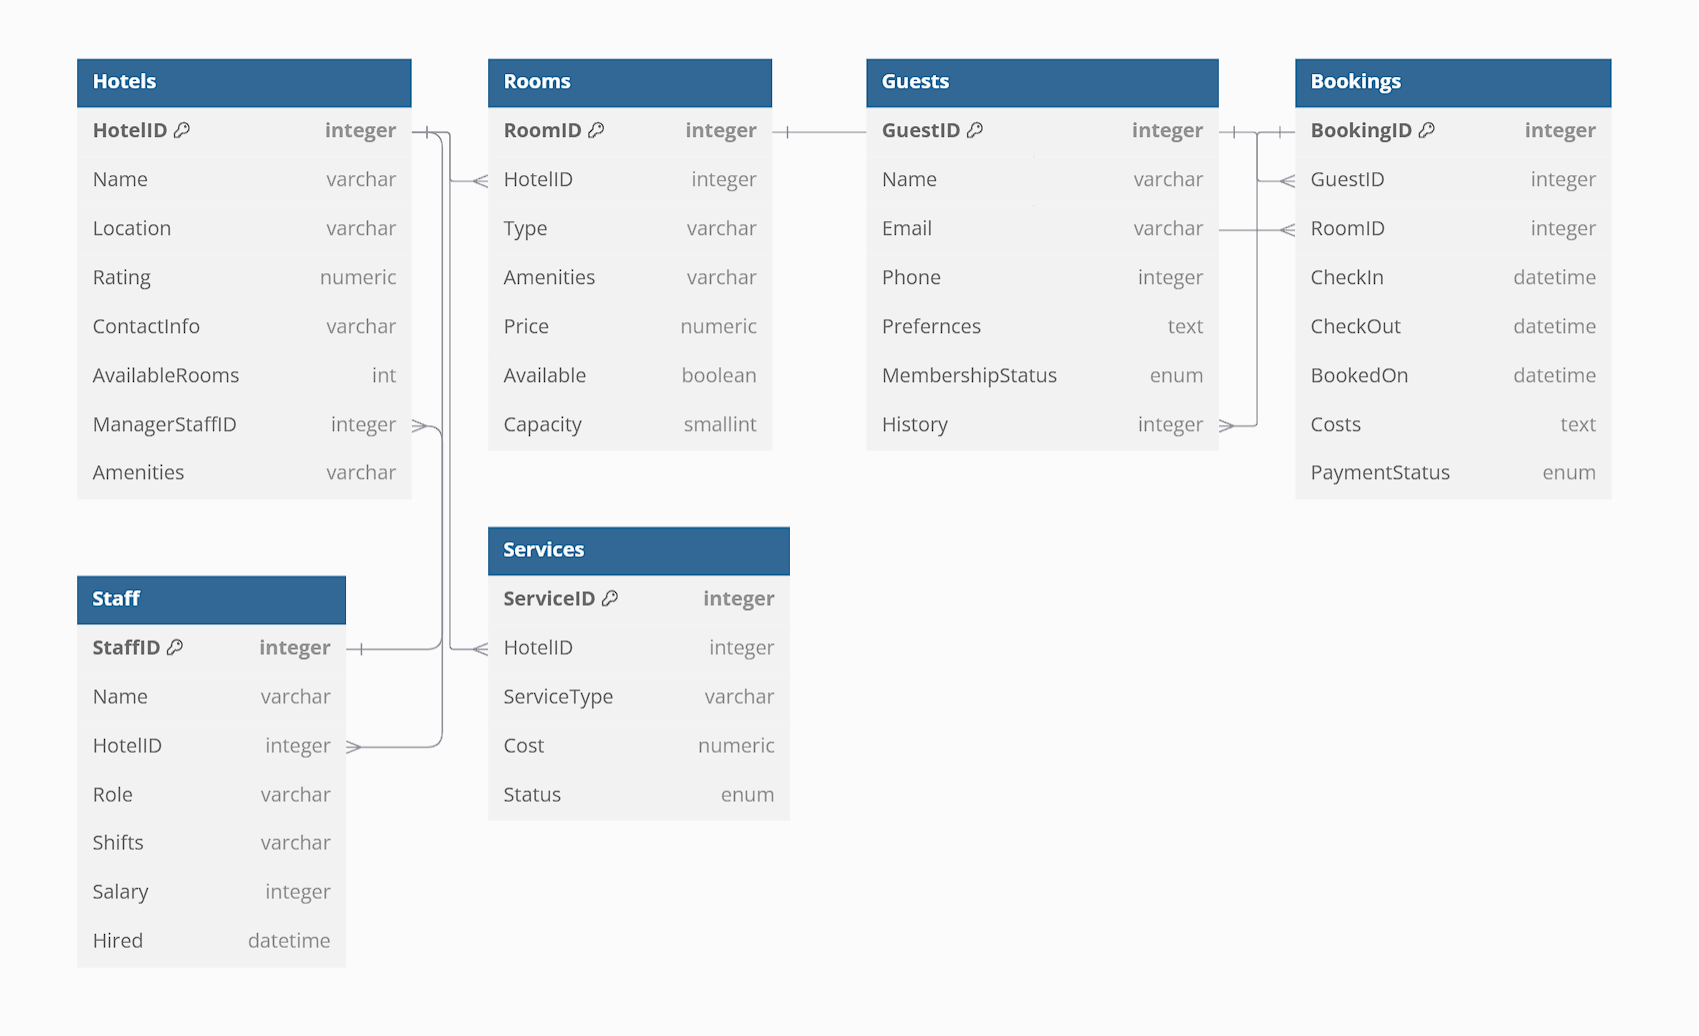 Hotels
HotelID integer
Name varchar
Location varchar
Rating numeric
ContactInfo varchar
AvailableRooms int
ManagerStaffID integer
Amenities varchar
Rooms
RoomID integer
HotelID integer
Type varchar
Amenities varchar
Price numeric
Available boolean
Capacity smallint
Guests
GuestID integer
Name varchar
Email varchar
Phone integer
Prefernces text
MembershipStatus enum
History integer
Bookings
BookingID integer
GuestID integer
RoomID integer
CheckIn datetime
CheckOut datetime
BookedOn datetime
Costs text
PaymentStatus enum
Staff
StaffID integer
Name varchar
HotelID integer
Role varchar
Shifts varchar
Salary integer
Hired datetime
Services
ServiceID integer
HotelID integer
ServiceType varchar
Cost numeric
Status enum